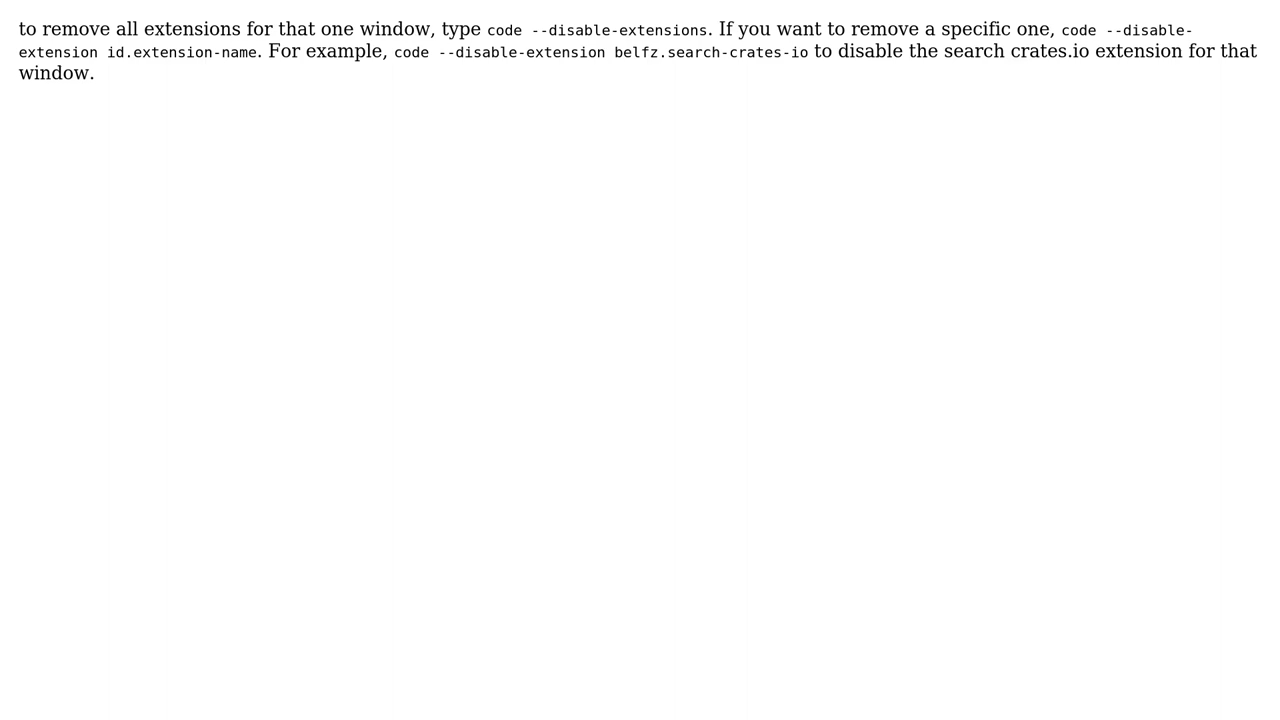 to remove all extensions for that one window, type code --disable-extensions. If you want to remove a specific one, code --disable-
extension id.extension-name. For example, code --disable-extension belfz.search-crates-io to disable the search crates.io extension for that
window.